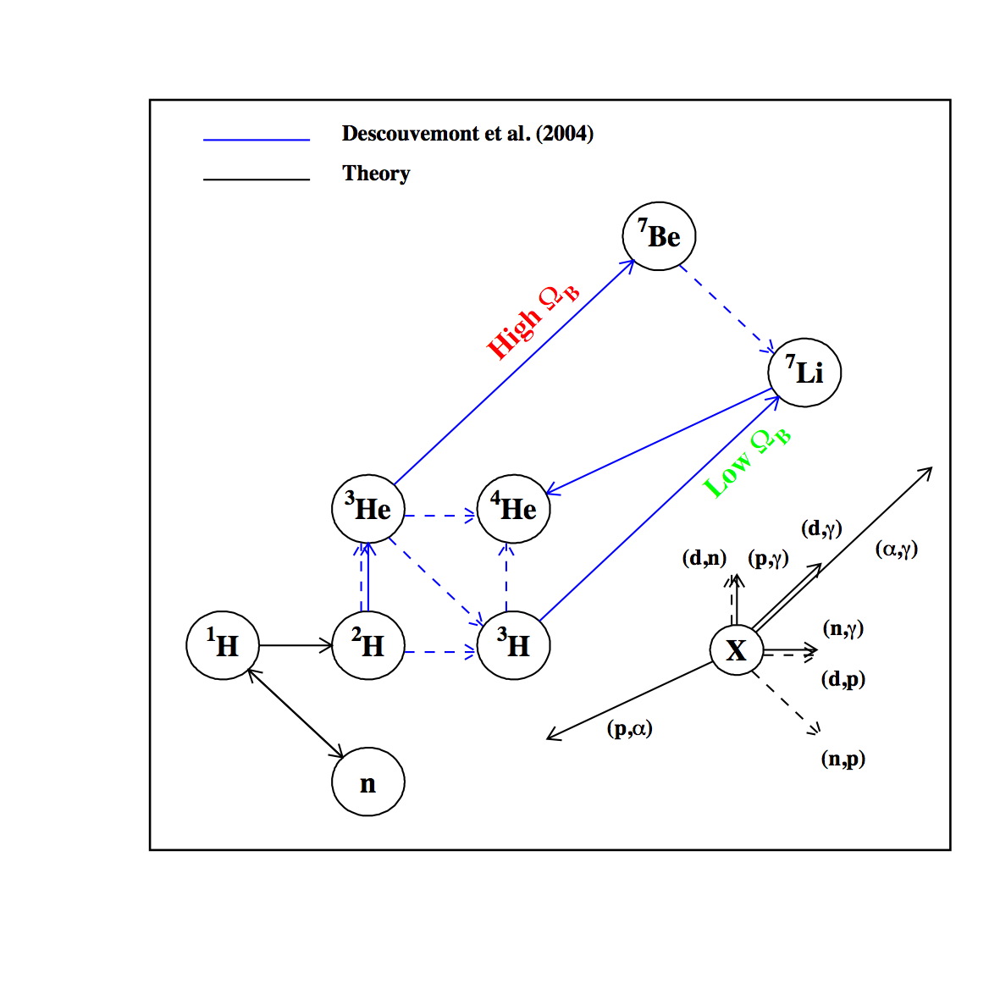 Descouvemont et al. (2004)
Theory
⁷Be
High Ω_B
⁷Li
Low Ω_B
³He
⁴He
(d,γ)
(d,n)
(p,γ)
(α,γ)
¹H
²H
³H
X
(n,γ)
(d,p)
(p,α)
(n,p)
n